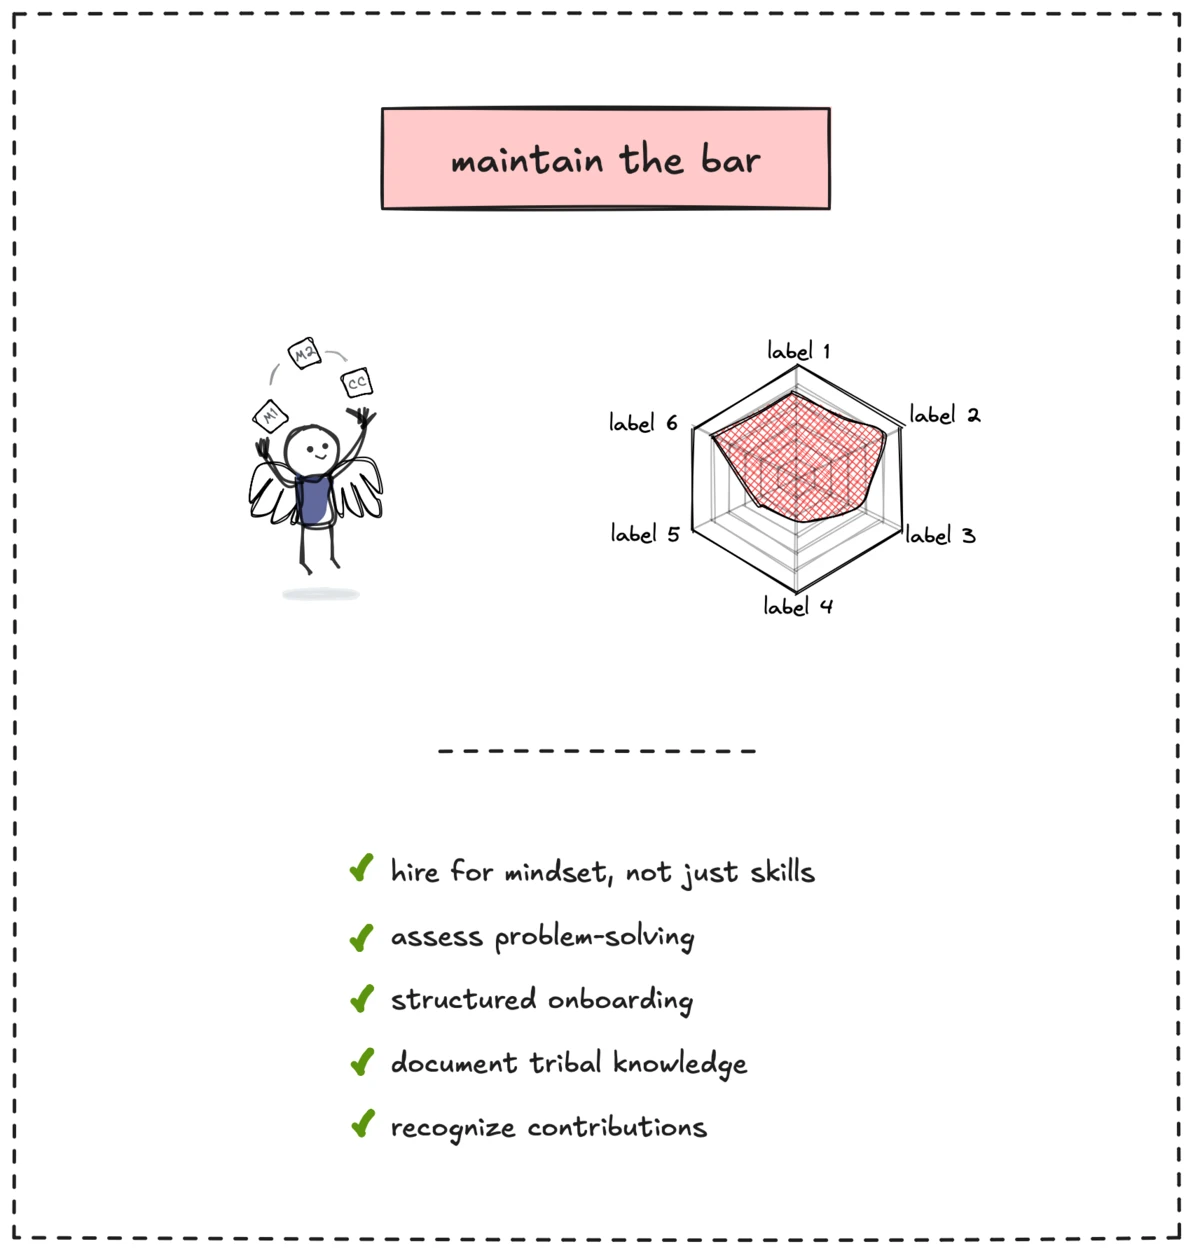 maintain the bar
M2
CC
M1
label 1
label 2
label 6
label 5
label 3
label 4
hire for mindset, not just skills
assess problem-solving
structured onboarding
document tribal knowledge
recognize contributions